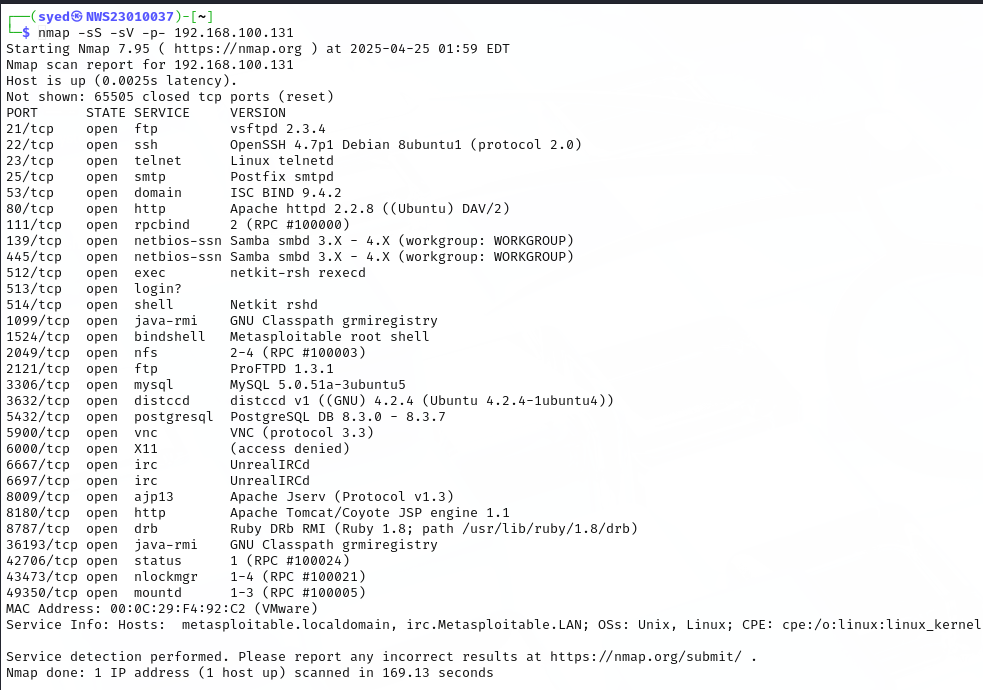 ┌──(syed㉿NWS23010037)-[~]
└─$ nmap -sS -sV -p- 192.168.100.131
Starting Nmap 7.95 ( https://nmap.org ) at 2025-04-25 01:59 EDT
Nmap scan report for 192.168.100.131
Host is up (0.0025s latency).
Not shown: 65505 closed tcp ports (reset)
PORT      STATE SERVICE     VERSION
21/tcp    open  ftp         vsftpd 2.3.4
22/tcp    open  ssh         OpenSSH 4.7p1 Debian 8ubuntu1 (protocol 2.0)
23/tcp    open  telnet      Linux telnetd
25/tcp    open  smtp        Postfix smtpd
53/tcp    open  domain      ISC BIND 9.4.2
80/tcp    open  http        Apache httpd 2.2.8 ((Ubuntu) DAV/2)
111/tcp   open  rpcbind     2 (RPC #100000)
139/tcp   open  netbios-ssn Samba smbd 3.X - 4.X (workgroup: WORKGROUP)
445/tcp   open  netbios-ssn Samba smbd 3.X - 4.X (workgroup: WORKGROUP)
512/tcp   open  exec        netkit-rsh rexecd
513/tcp   open  login?
514/tcp   open  shell       Netkit rshd
1099/tcp  open  java-rmi    GNU Classpath grmiregistry
1524/tcp  open  bindshell   Metasploitable root shell
2049/tcp  open  nfs         2-4 (RPC #100003)
2121/tcp  open  ftp         ProFTPD 1.3.1
3306/tcp  open  mysql       MySQL 5.0.51a-3ubuntu5
3632/tcp  open  distccd     distccd v1 ((GNU) 4.2.4 (Ubuntu 4.2.4-1ubuntu4))
5432/tcp  open  postgresql  PostgreSQL DB 8.3.0 - 8.3.7
5900/tcp  open  vnc         VNC (protocol 3.3)
6000/tcp  open  X11         (access denied)
6667/tcp  open  irc         UnrealIRCd
6697/tcp  open  irc         UnrealIRCd
8009/tcp  open  ajp13       Apache Jserv (Protocol v1.3)
8180/tcp  open  http        Apache Tomcat/Coyote JSP engine 1.1
8787/tcp  open  drb         Ruby DRb RMI (Ruby 1.8; path /usr/lib/ruby/1.8/drb)
36193/tcp open  java-rmi    GNU Classpath grmiregistry
42706/tcp open  status      1 (RPC #100024)
43473/tcp open  nlockmgr    1-4 (RPC #100021)
49350/tcp open  mountd      1-3 (RPC #100005)
MAC Address: 00:0C:29:F4:92:C2 (VMware)
Service Info: Hosts:  metasploitable.localdomain, irc.Metasploitable.LAN; OSs: Unix, Linux; CPE: cpe:/o:linux:linux_kernel
Service detection performed. Please report any incorrect results at https://nmap.org/submit/ .
Nmap done: 1 IP address (1 host up) scanned in 169.13 seconds